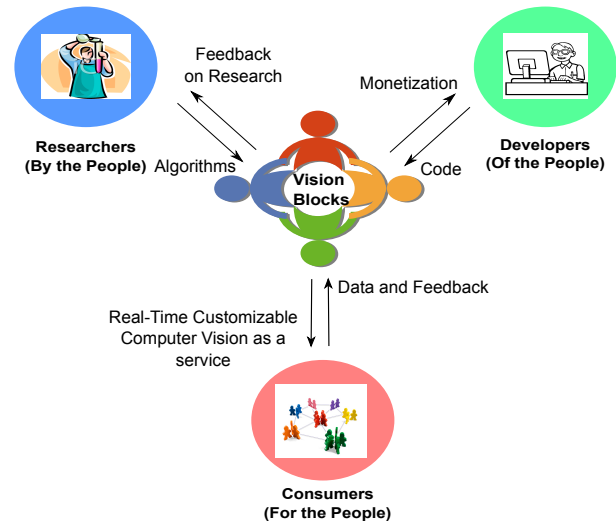 Feedback
on Research
Monetization
Researchers
(By the People)
Developers
(Of the People)
Algorithms
Code
Vision
Blocks
Data and Feedback
Real-Time Customizable
Computer Vision as a
service
Consumers
(For the People)